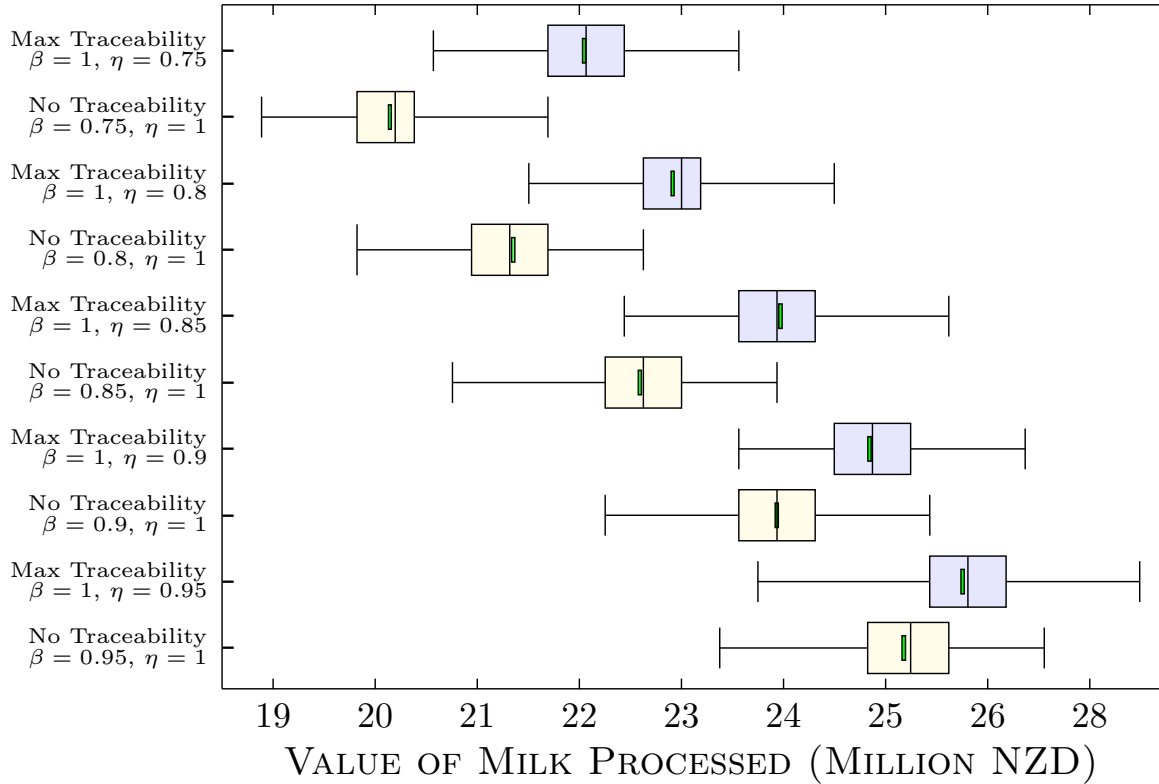 Max Traceability
β = 1, η = 0.75
No Traceability
β = 0.75, η = 1
Max Traceability
β = 1, η = 0.8
No Traceability
β = 0.8, η = 1
Max Traceability
β = 1, η = 0.85
No Traceability
β = 0.85, η = 1
Max Traceability
β = 1, η = 0.9
No Traceability
β = 0.9, η = 1
Max Traceability
β = 1, η = 0.95
No Traceability
β = 0.95, η = 1
19 20 21 22 23 24 25 26 27 28
Value of Milk Processed (Million NZD)